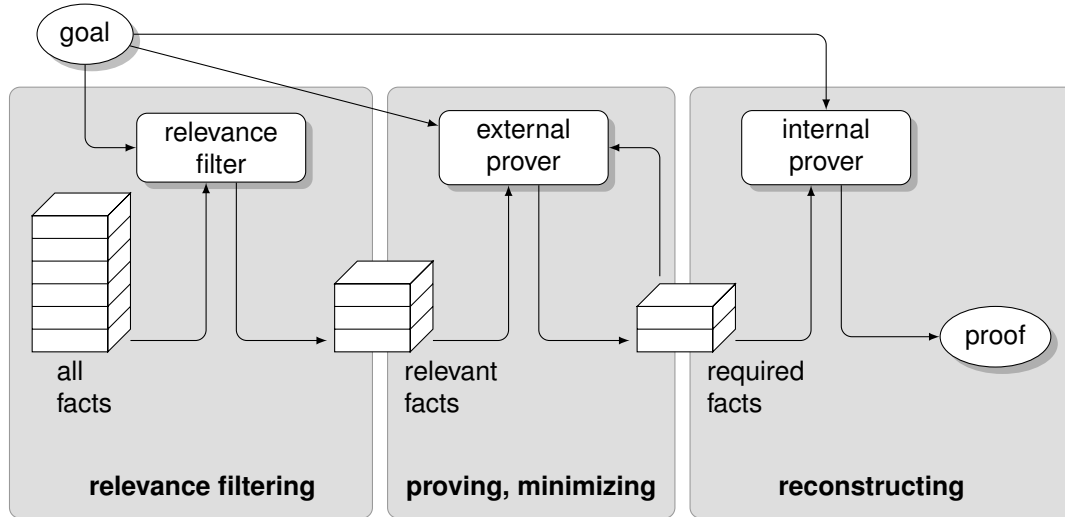 goal
relevance
filter
external
prover
internal
prover
all
facts
relevant
facts
required
facts
proof
relevance filtering
proving, minimizing
reconstructing